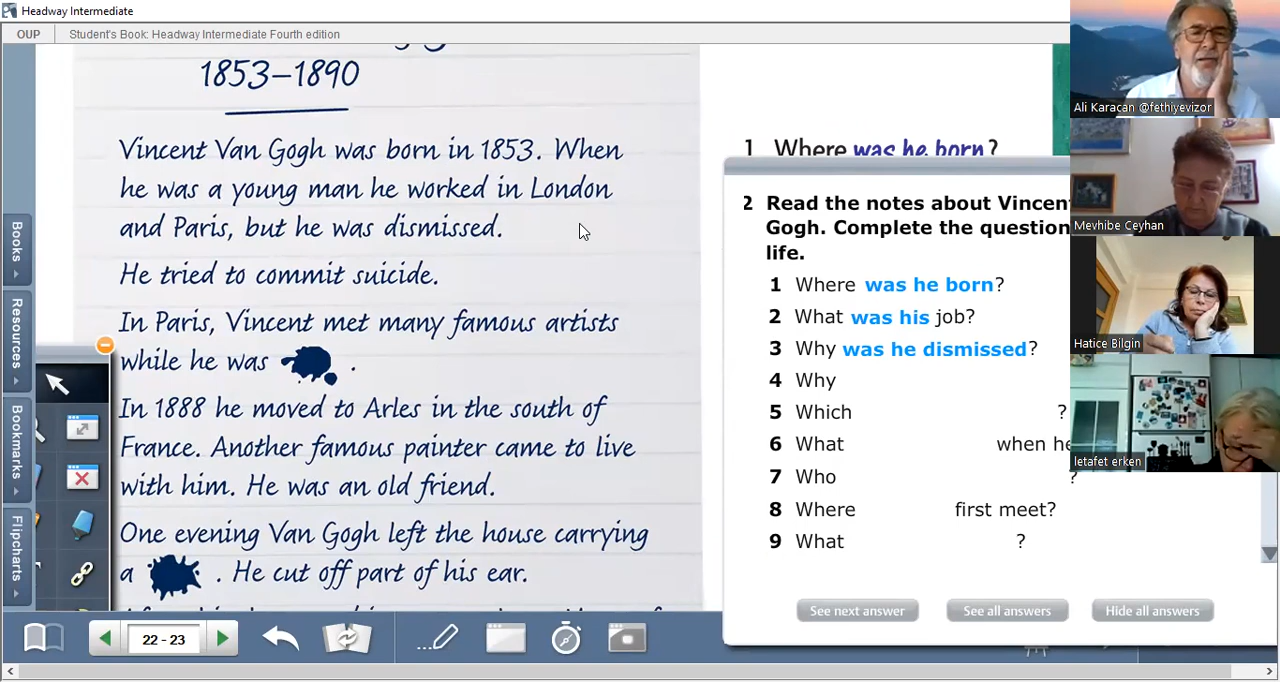 Headway Intermediate
OUP
Student's Book: Headway Intermediate Fourth edition
1853–1890
Vincent Van Gogh was born in 1853. When
he was a young man he worked in London
and Paris, but he was dismissed.
He tried to commit suicide.
In Paris, Vincent met many famous artists
while he was .
In 1888 he moved to Arles in the south of
France. Another famous painter came to live
with him. He was an old friend.
One evening Van Gogh left the house carrying
a . He cut off part of his ear.
1 Where was he born?
2 Read the notes about Vincent
Gogh. Complete the question
life.
1 Where was he born?
2 What was his job?
3 Why was he dismissed?
4 Why
5 Which ?
6 What when he
7 Who ?
8 Where first meet?
9 What ?
See next answer
See all answers
Hide all answers
Books
Resources
Bookmarks
Flipcharts
22 - 23
Ali Karacan @fethiyevizor
Mevhibe Ceyhan
Hatice Bilgin
letafet erken